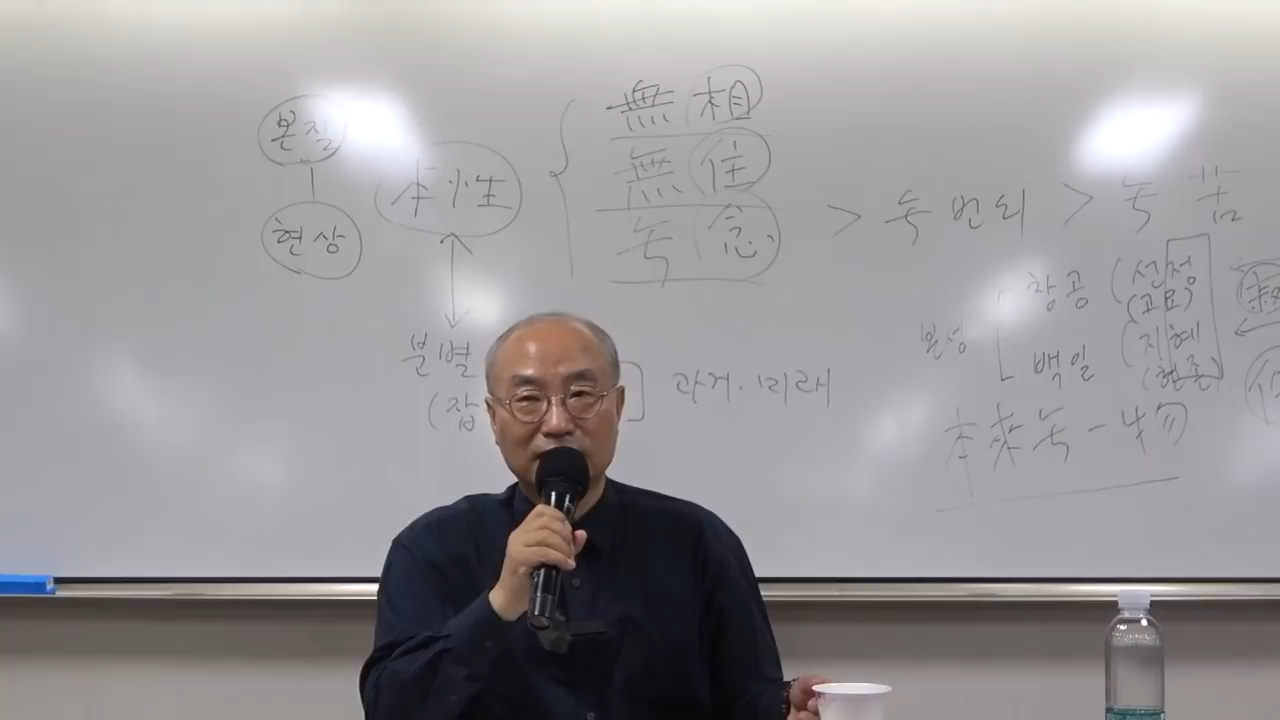 본질
현상
本性
無相
無住
무念
> 무번뇌 > 무苦
분별
(잡
] 과거·미래
본성
창공 (선정
(고요)
백일 (지혜
(현존)
本來무一物